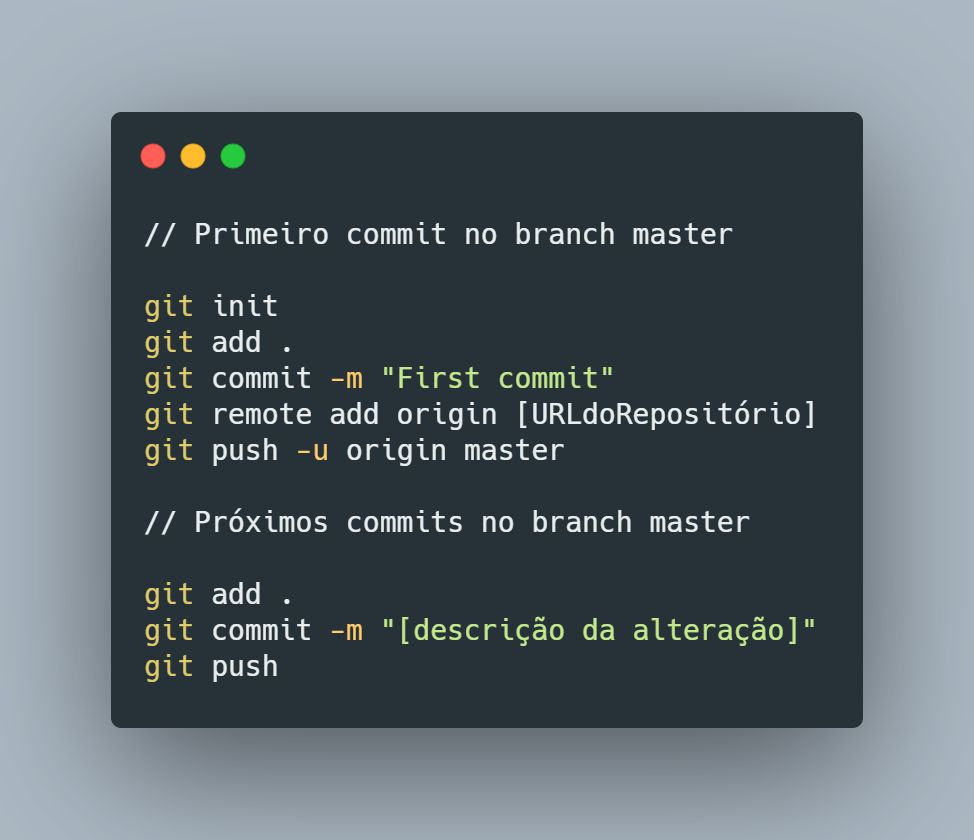 // Primeiro commit no branch master
git init
git add .
git commit -m "First commit"
git remote add origin [URLdoRepositório]
git push -u origin master
// Próximos commits no branch master
git add .
git commit -m "[descrição da alteração]"
git push